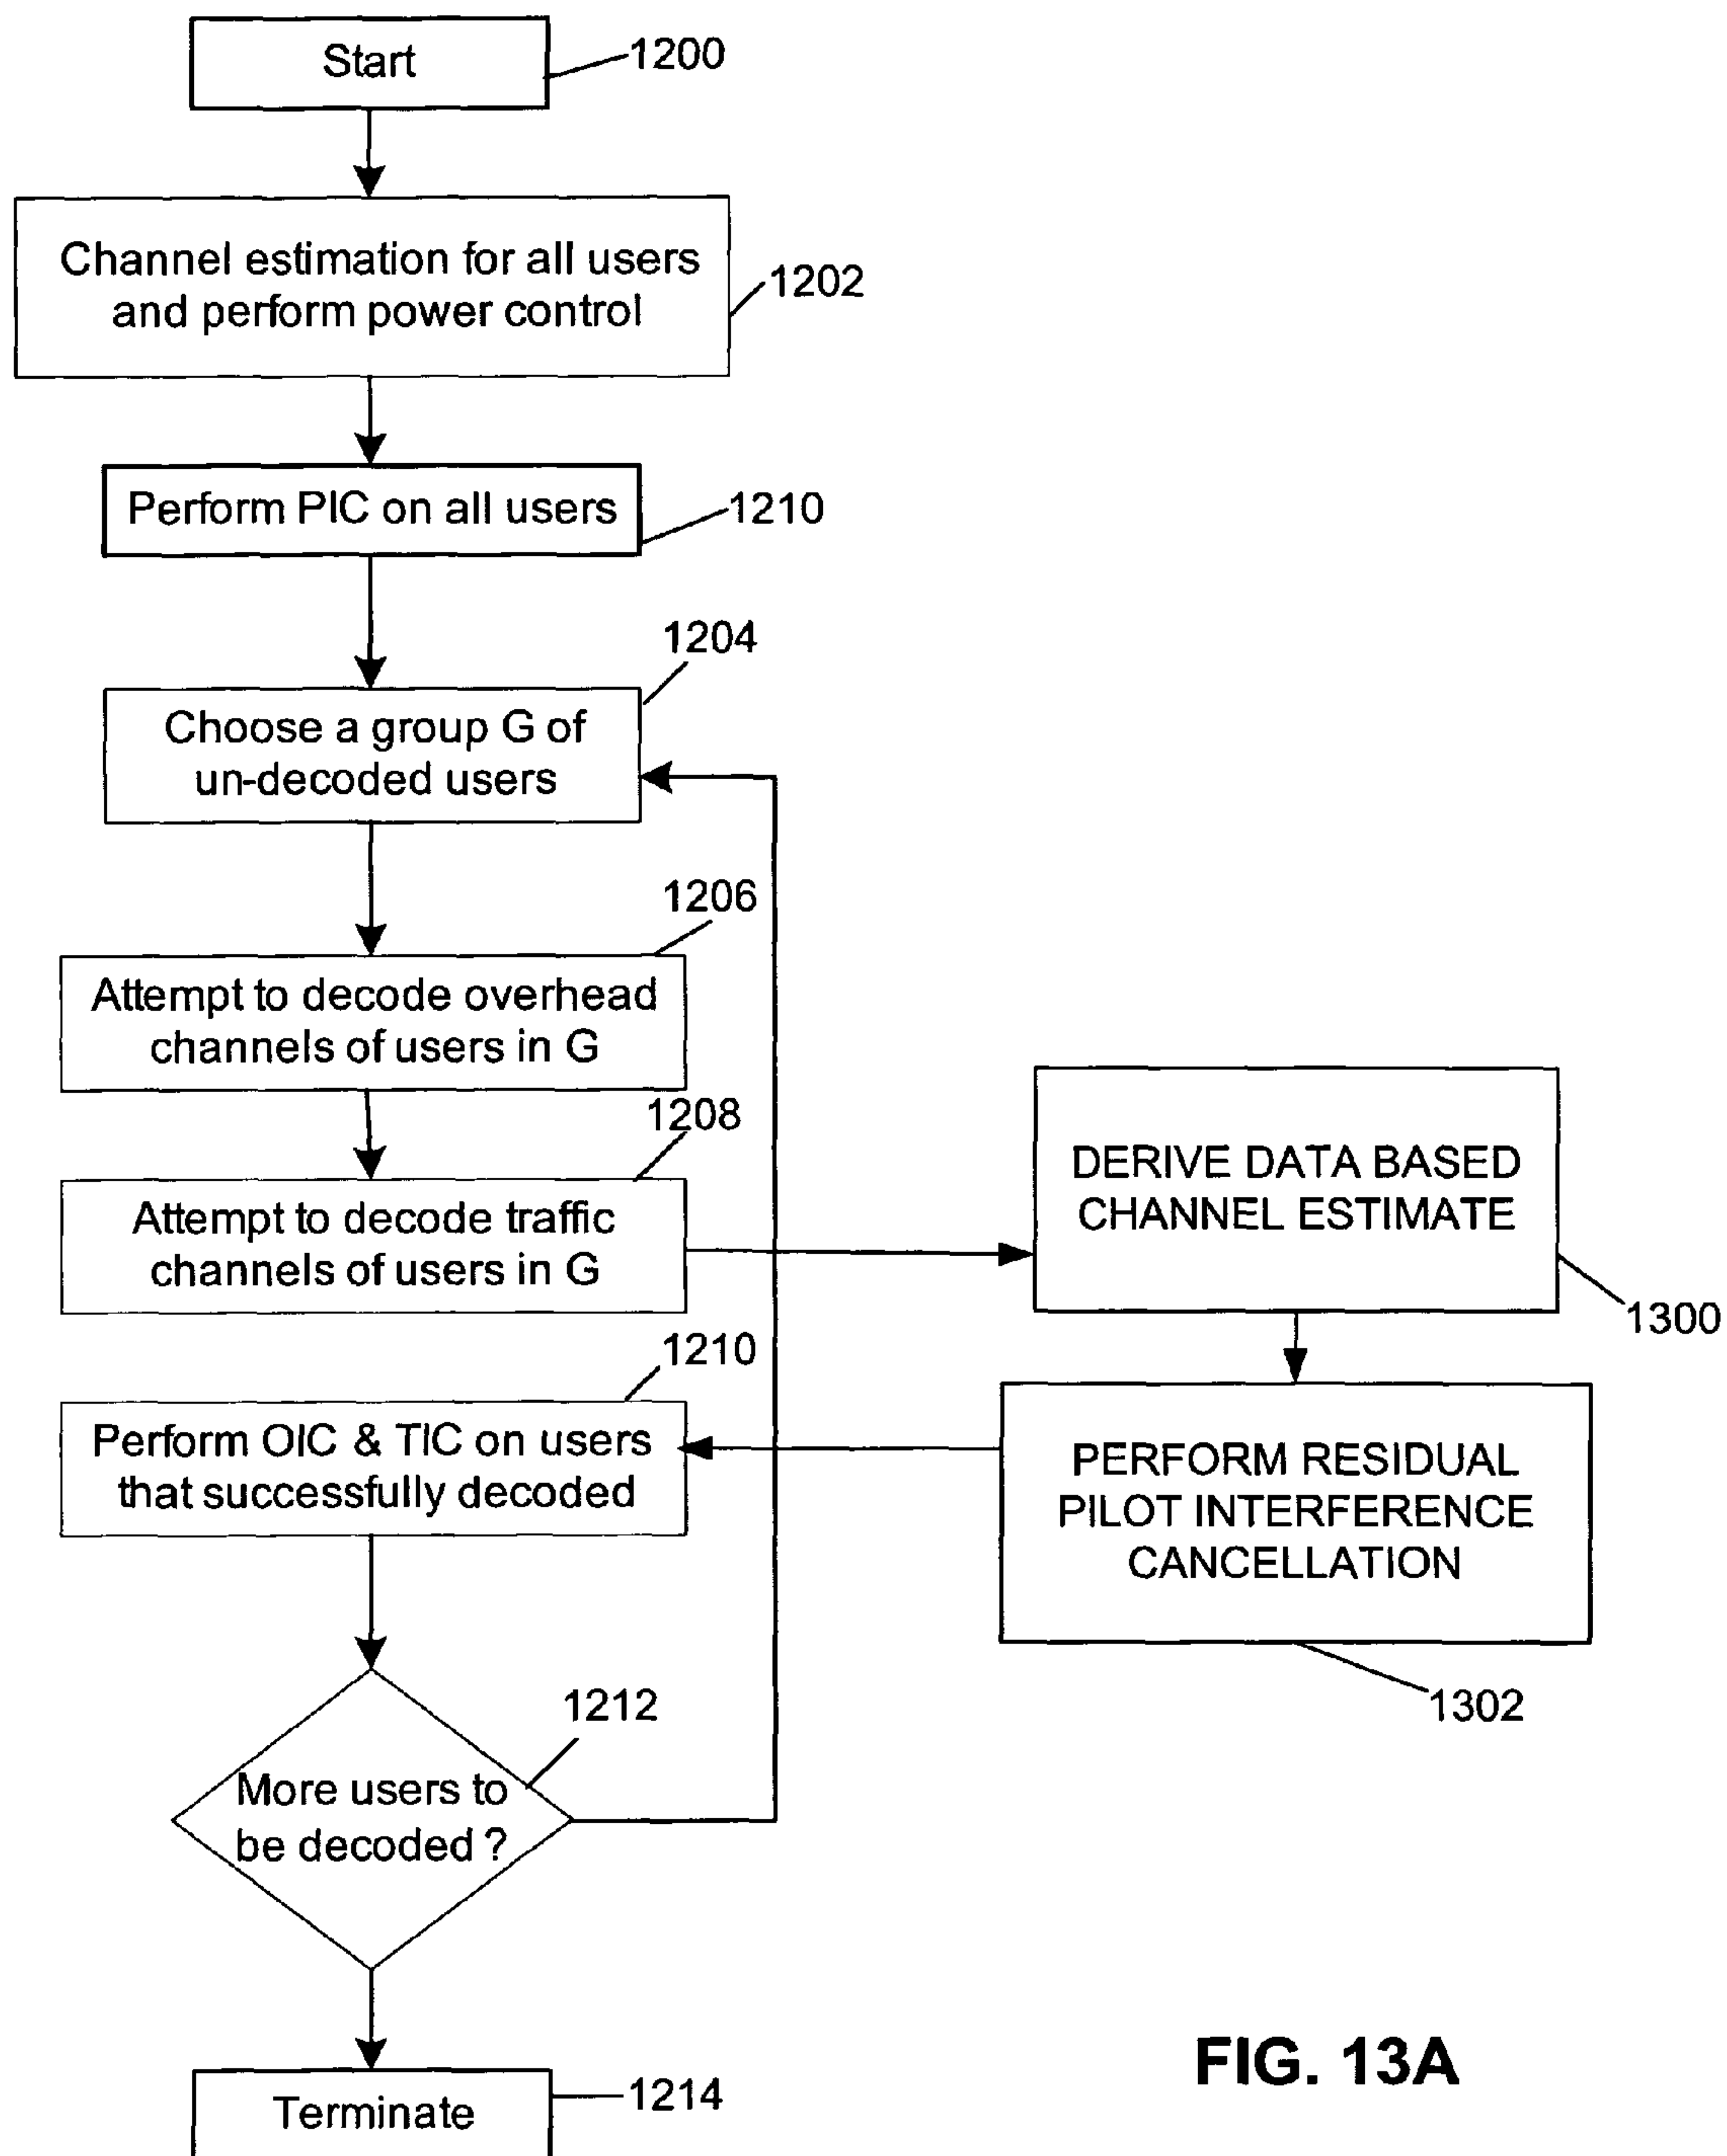 Start
1200
Channel estimation for all users
and perform power control
1202
Perform PIC on all users
1210
1204
Choose a group G of
un-decoded users
1206
Attempt to decode overhead
channels of users in G
1208
Attempt to decode traffic
channels of users in G
DERIVE DATA BASED
CHANNEL ESTIMATE
1300
1210
Perform OIC & TIC on users
that successfully decoded
PERFORM RESIDUAL
PILOT INTERFERENCE
CANCELLATION
1302
1212
More users to
be decoded ?
Terminate
1214
FIG. 13A